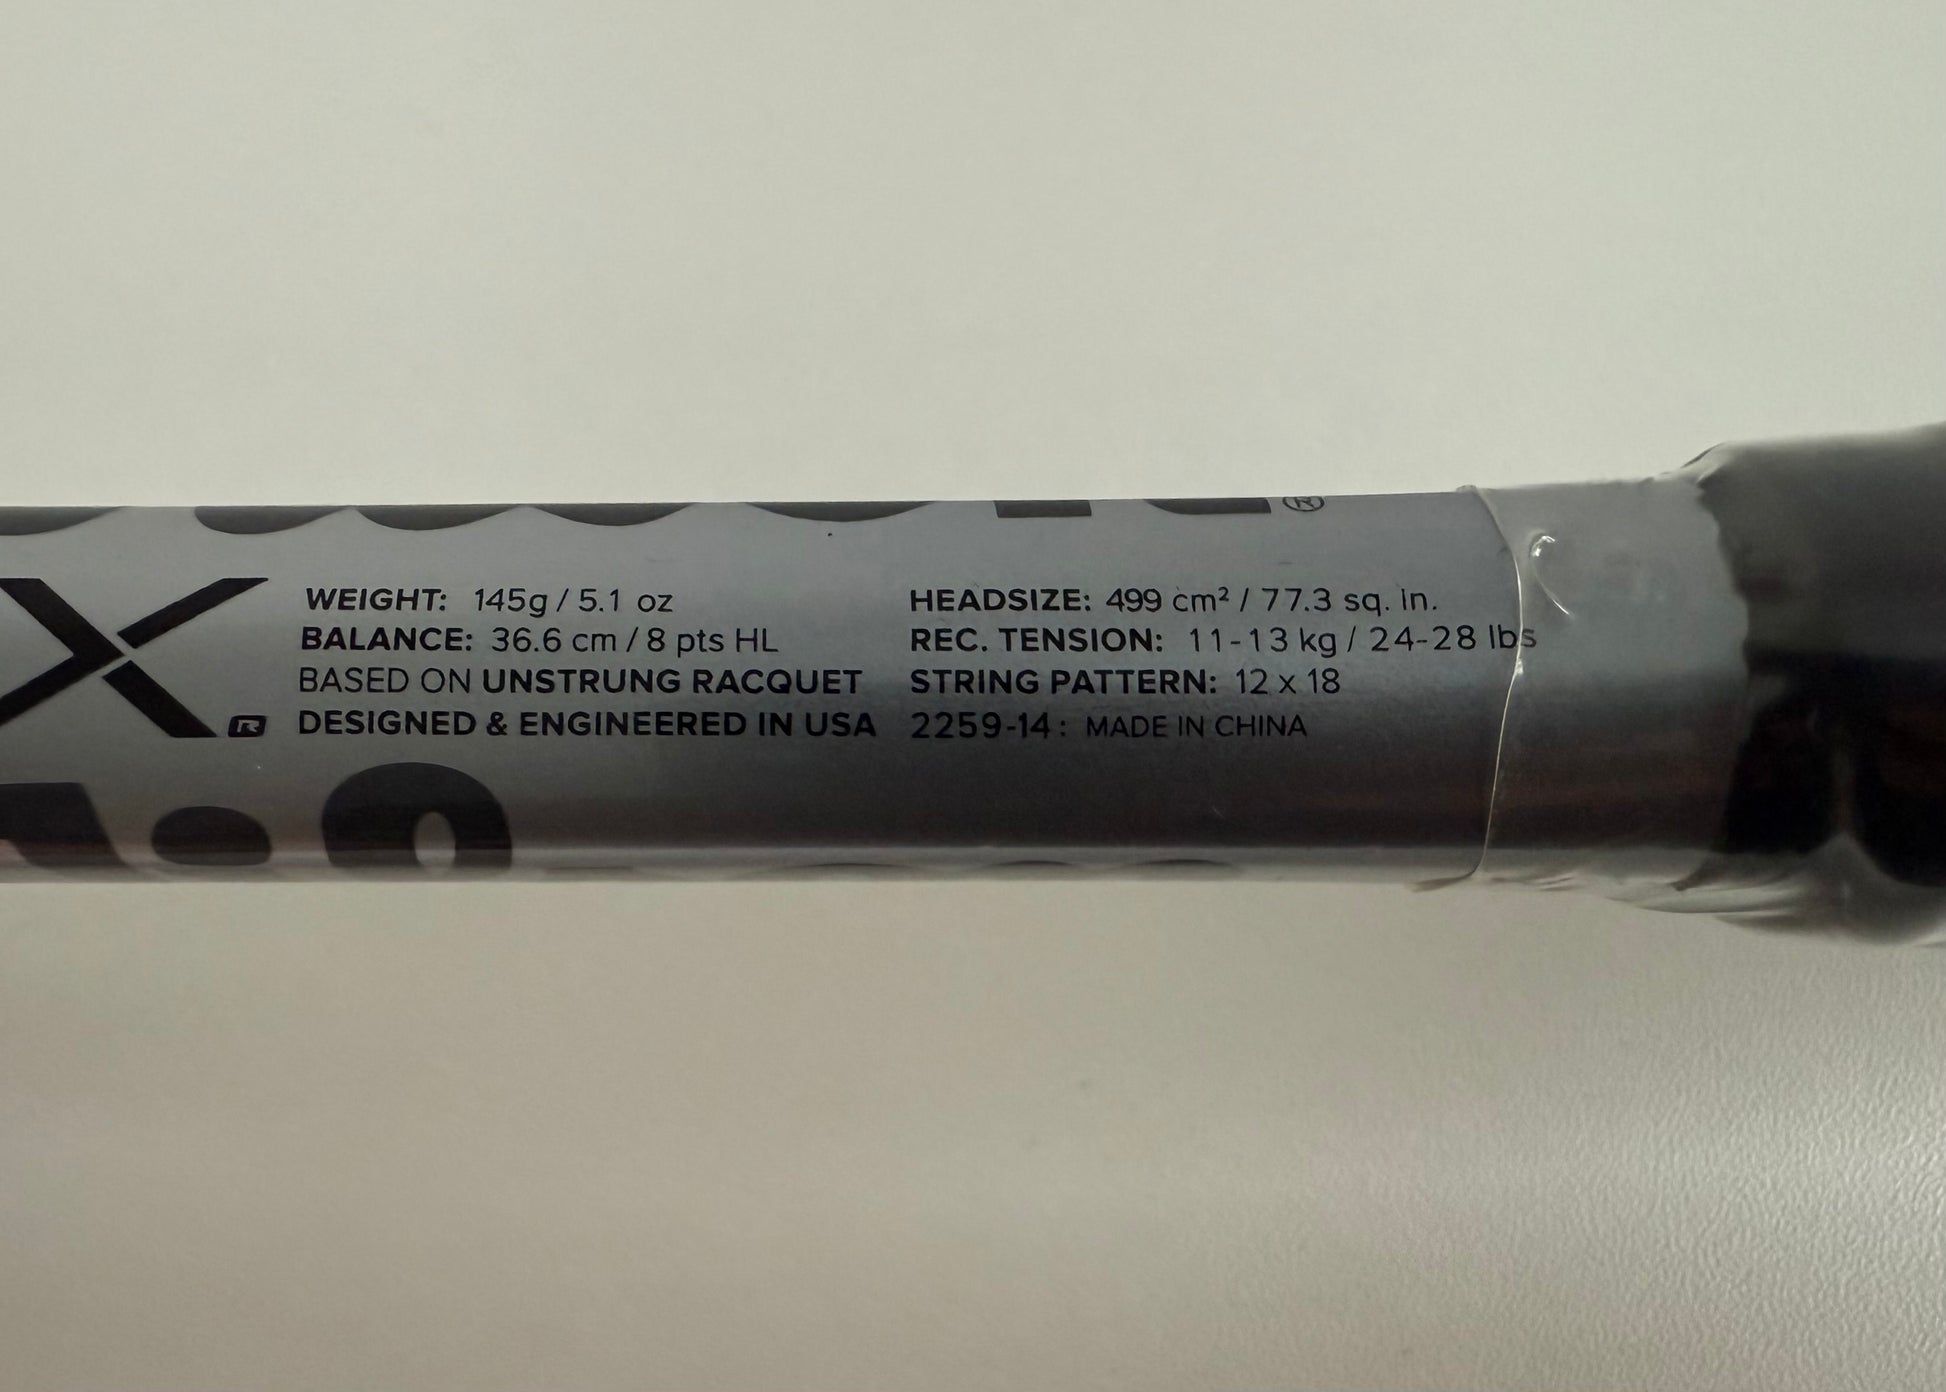 WEIGHT: 145g / 5.1 oz
BALANCE: 36.6 cm / 8 pts HL
BASED ON UNSTRUNG RACQUET
DESIGNED & ENGINEERED IN USA
HEADSIZE: 499 cm² / 77.3 sq. in.
REC. TENSION: 11-13 kg / 24-28 lbs
STRING PATTERN: 12 x 18
2259-14: MADE IN CHINA